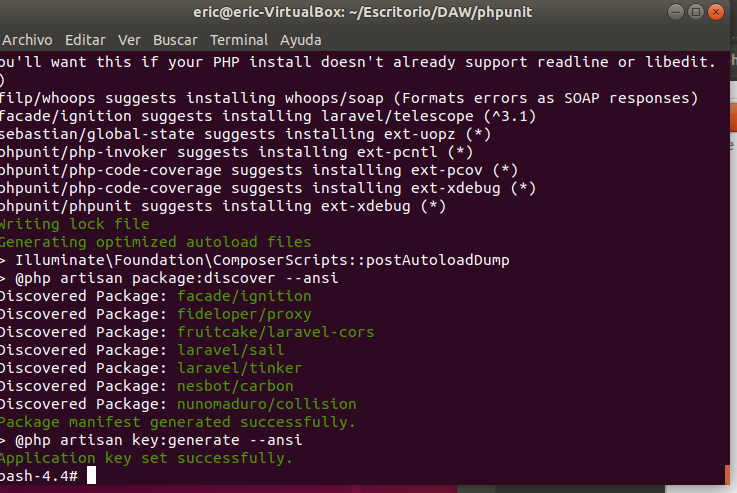 eric@eric-VirtualBox: ~/Escritorio/DAW/phpunit
Archivo Editar Ver Buscar Terminal Ayuda
ou'll want this if your PHP install doesn't already support readline or libedit.
)
filp/whoops suggests installing whoops/soap (Formats errors as SOAP responses)
facade/ignition suggests installing laravel/telescope (^3.1)
sebastian/global-state suggests installing ext-uopz (*)
phpunit/php-invoker suggests installing ext-pcntl (*)
phpunit/php-code-coverage suggests installing ext-pcov (*)
phpunit/php-code-coverage suggests installing ext-xdebug (*)
phpunit/phpunit suggests installing ext-xdebug (*)
Writing lock file
Generating optimized autoload files
> Illuminate\Foundation\ComposerScripts::postAutoloadDump
> @php artisan package:discover --ansi
Discovered Package: facade/ignition
Discovered Package: fideloper/proxy
Discovered Package: fruitcake/laravel-cors
Discovered Package: laravel/sail
Discovered Package: laravel/tinker
Discovered Package: nesbot/carbon
Discovered Package: nunomaduro/collision
Package manifest generated successfully.
> @php artisan key:generate --ansi
Application key set successfully.
bash-4.4#